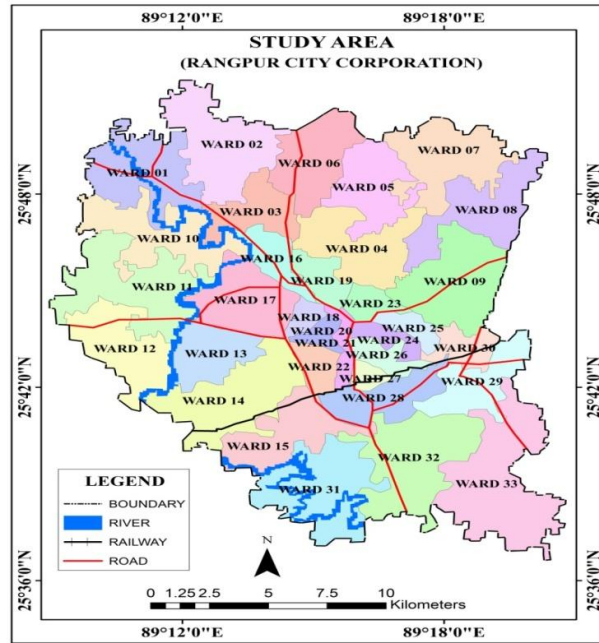 89°12'0"E 89°18'0"E
STUDY AREA
(RANGPUR CITY CORPORATION)
WARD 02
WARD 06
WARD 07
WARD 01
WARD 05
25°48'0"N 25°48'0"N
WARD 03
WARD 08
WARD 10
WARD 04
WARD 16
WARD 19
WARD 09
WARD 11
WARD 17
WARD 23
WARD 18
WARD 20
WARD 25
WARD 21
WARD 24
WARD 12
WARD 13
WARD 26
WARD 30
WARD 22
WARD 27
WARD 29
25°42'0"N 25°42'0"N
WARD 14
WARD 28
WARD 15
WARD 32
WARD 31
WARD 33
LEGEND
BOUNDARY
RIVER
RAILWAY
ROAD
N
0 1.25 2.5 5 7.5 10
Kilometers
25°36'0"N 25°36'0"N
89°12'0"E 89°18'0"E